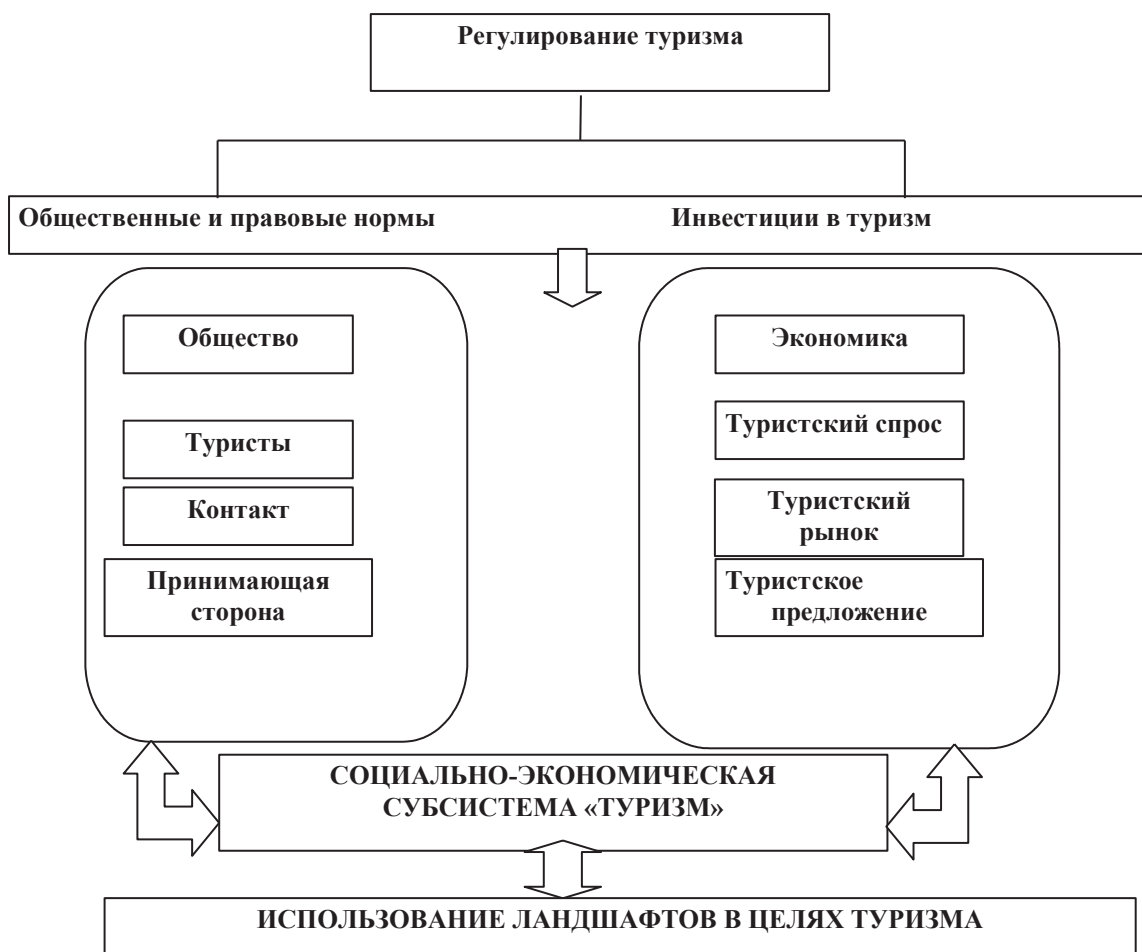 Регулирование туризма
Общественные и правовые нормы
Инвестиции в туризм
Общество
Туристы
Контакт
Принимающая
сторона
Экономика
Туристский спрос
Туристский
рынок
Туристское
предложение
СОЦИАЛЬНО-ЭКОНОМИЧЕСКАЯ
СУБСИСТЕМА «ТУРИЗМ»
ИСПОЛЬЗОВАНИЕ ЛАНДШАФТОВ В ЦЕЛЯХ ТУРИЗМА